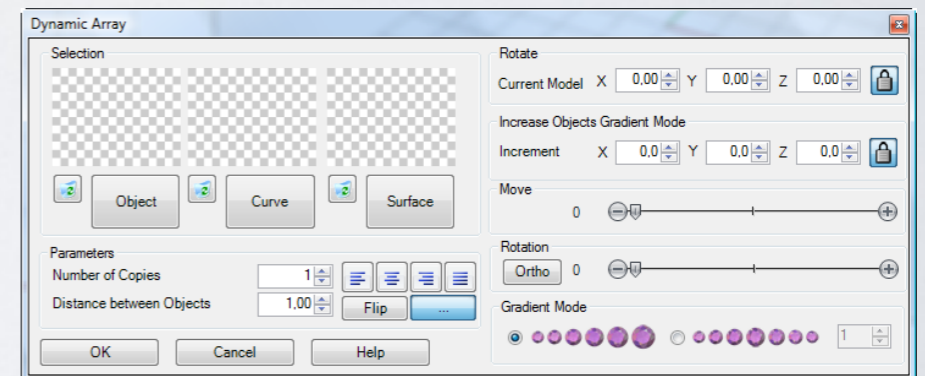 Dynamic Array
Selection
Object
Curve
Surface
Parameters
Number of Copies 1
Distance between Objects 1,00
Flip ...
OK Cancel Help
Rotate
Current Model X 0,00 Y 0,00 Z 0,00
Increase Objects Gradient Mode
Increment X 0,0 Y 0,0 Z 0,0
Move
0
Rotation
Ortho 0
Gradient Mode
1